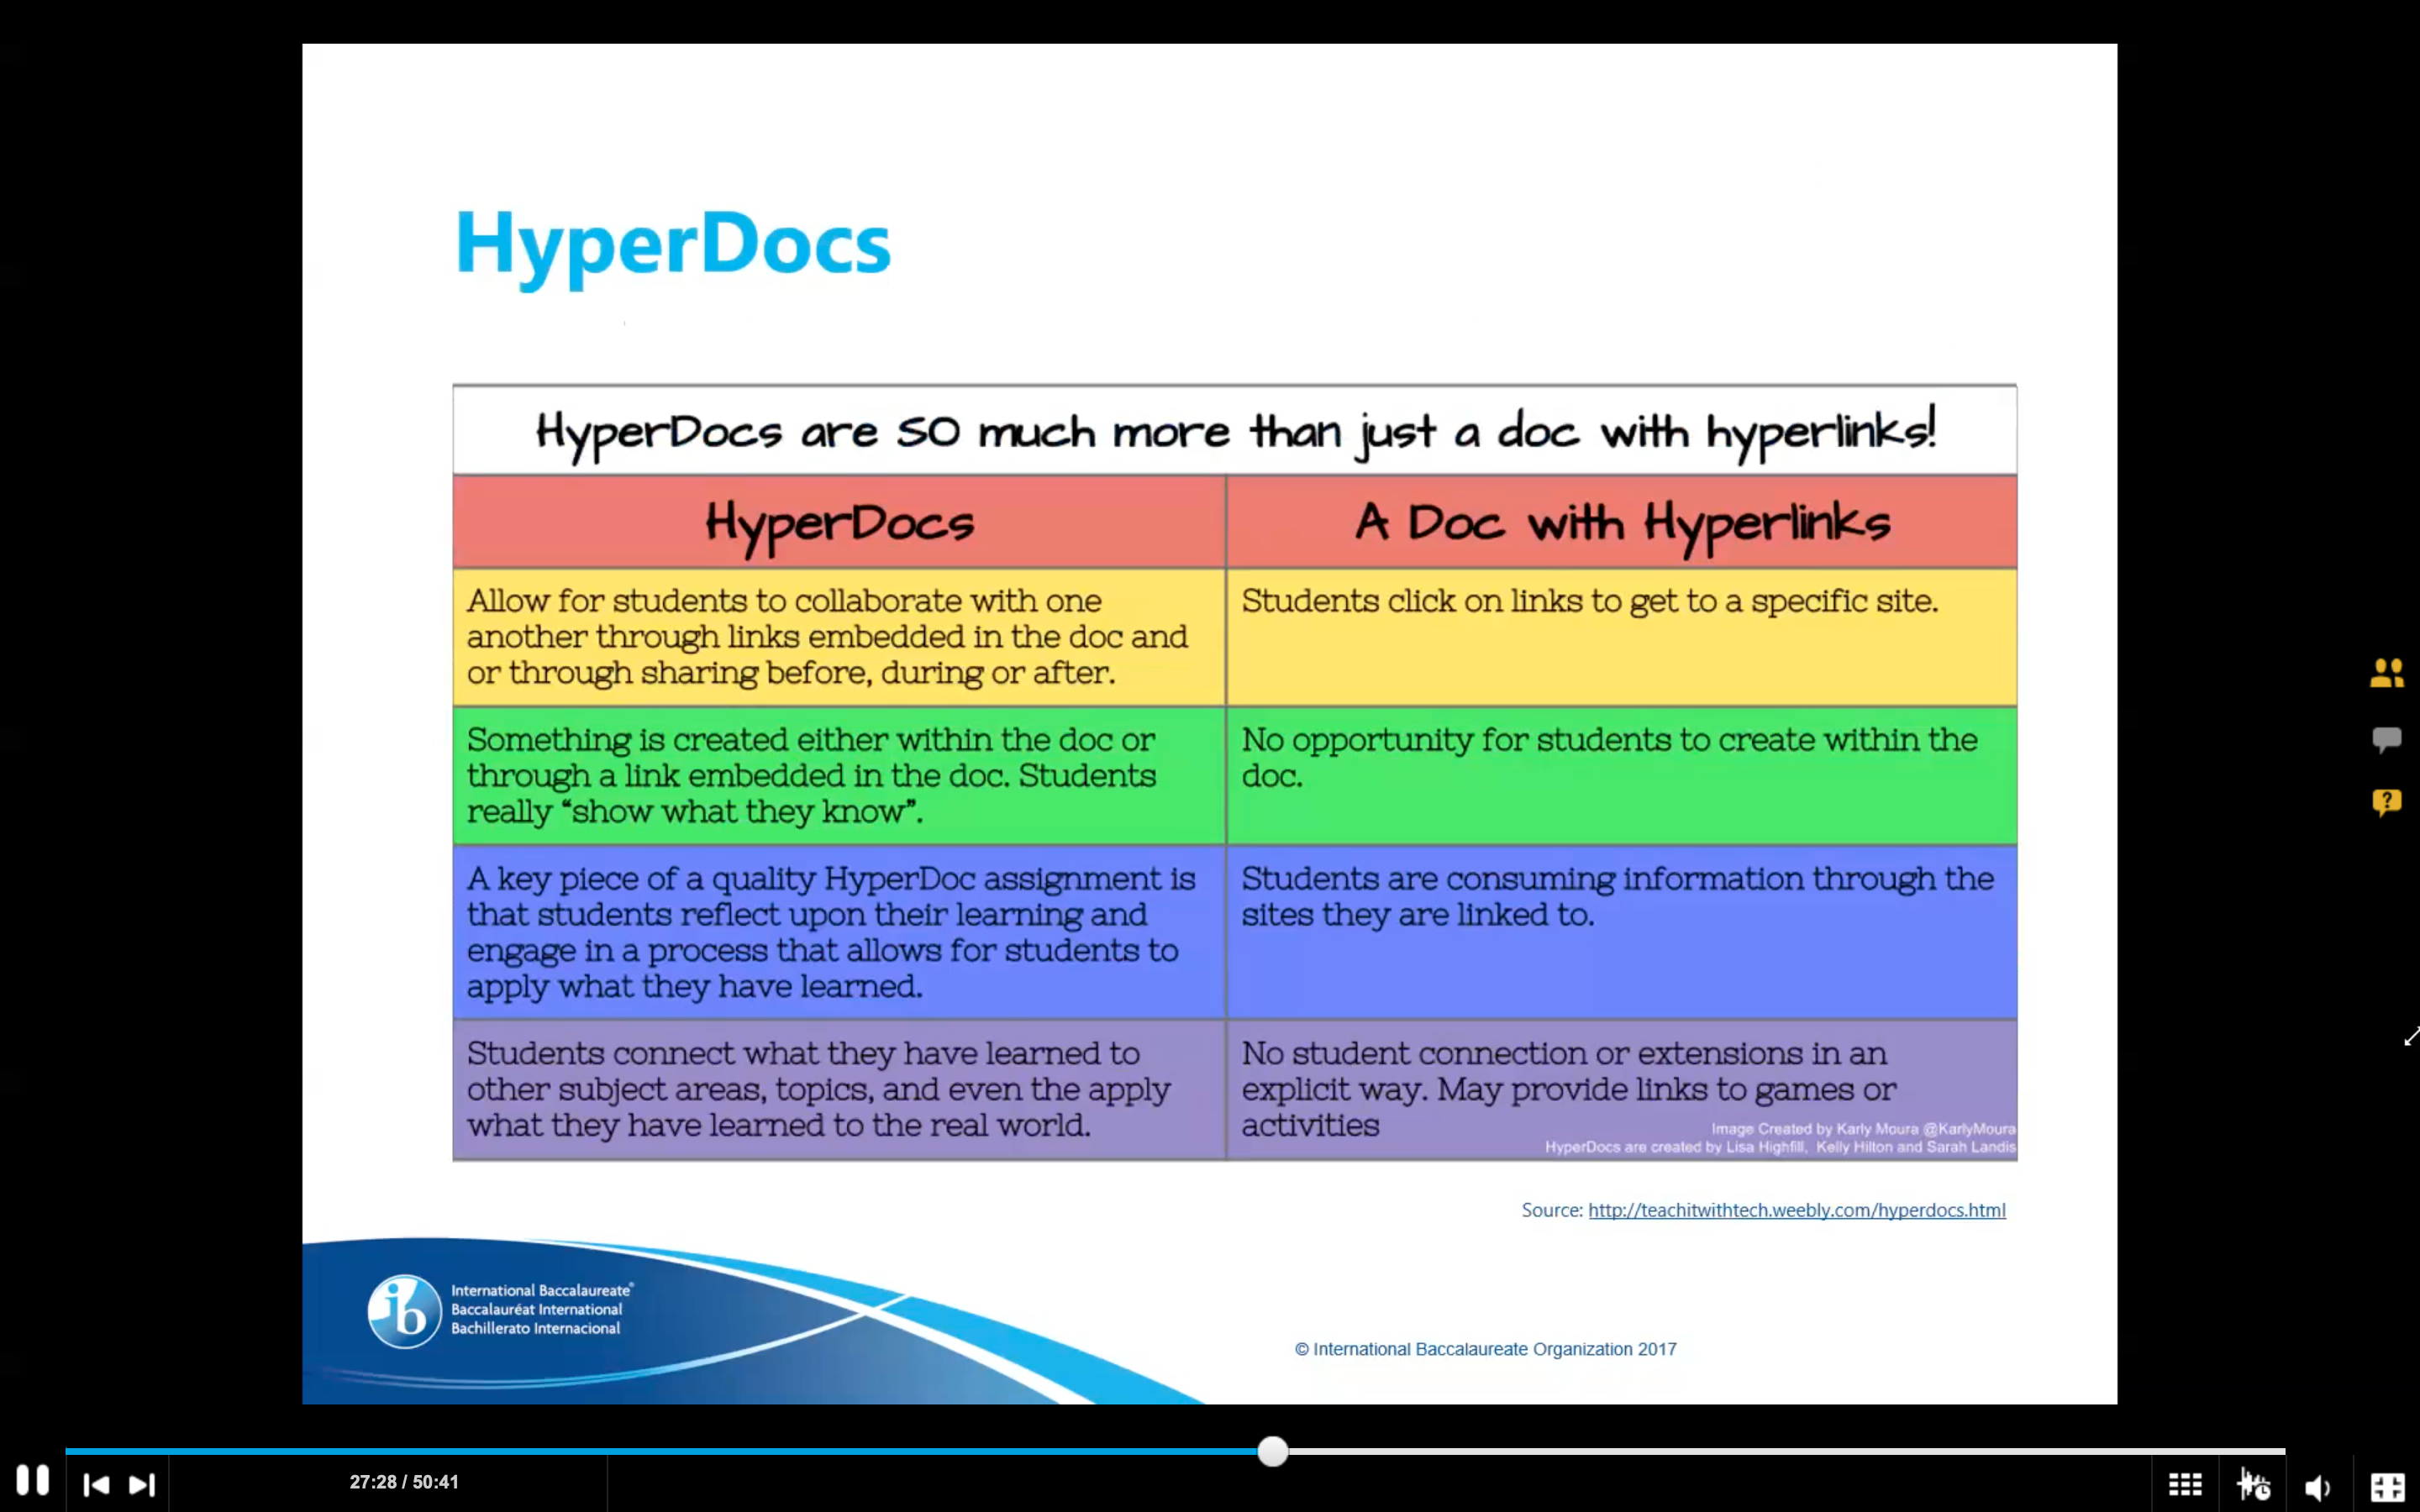 HyperDocs
HyperDocs are SO much more than just a doc with hyperlinks!
HyperDocs
A Doc with Hyperlinks
Allow for students to collaborate with one
another through links embedded in the doc and
or through sharing before, during or after.
Students click on links to get to a specific site.
Something is created either within the doc or
through a link embedded in the doc. Students
really “show what they know”.
No opportunity for students to create within the
doc.
A key piece of a quality HyperDoc assignment is
that students reflect upon their learning and
engage in a process that allows for students to
apply what they have learned.
Students are consuming information through the
sites they are linked to.
Students connect what they have learned to
other subject areas, topics, and even the apply
what they have learned to the real world.
No student connection or extensions in an
explicit way. May provide links to games or
activities
Image Created by Karly Moura @KarlyMoura
HyperDocs are created by Lisa Highfill, Kelly Hilton and Sarah Landis
Source: http://teachitwithtech.weebly.com/hyperdocs.html
ib
International Baccalaureate®
Baccalauréat International
Bachillerato Internacional
© International Baccalaureate Organization 2017
27:28 / 50:41